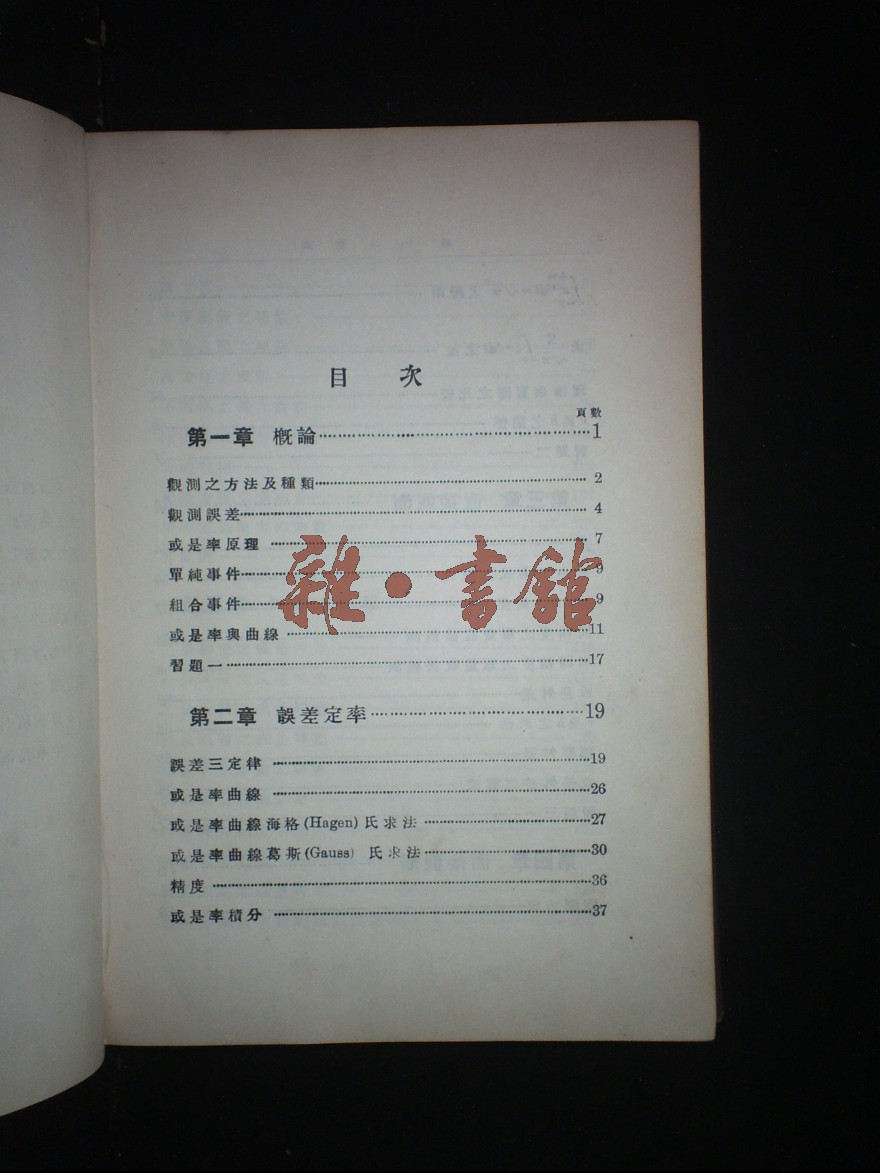 目 次
頁數
第一章 概論………1
觀測之方法及種類………2
觀測誤差………4
或是率原理………7
單純事件………9
組合事件………9
或是率與曲線………11
習題一………17
第二章 誤差定率………19
誤差三定律………19
或是率曲線………26
或是率曲線海格(Hagen)氏求法………27
或是率曲線葛斯(Gauss) 氏求法………30
精度………36
或是率積分………37
雜·書館